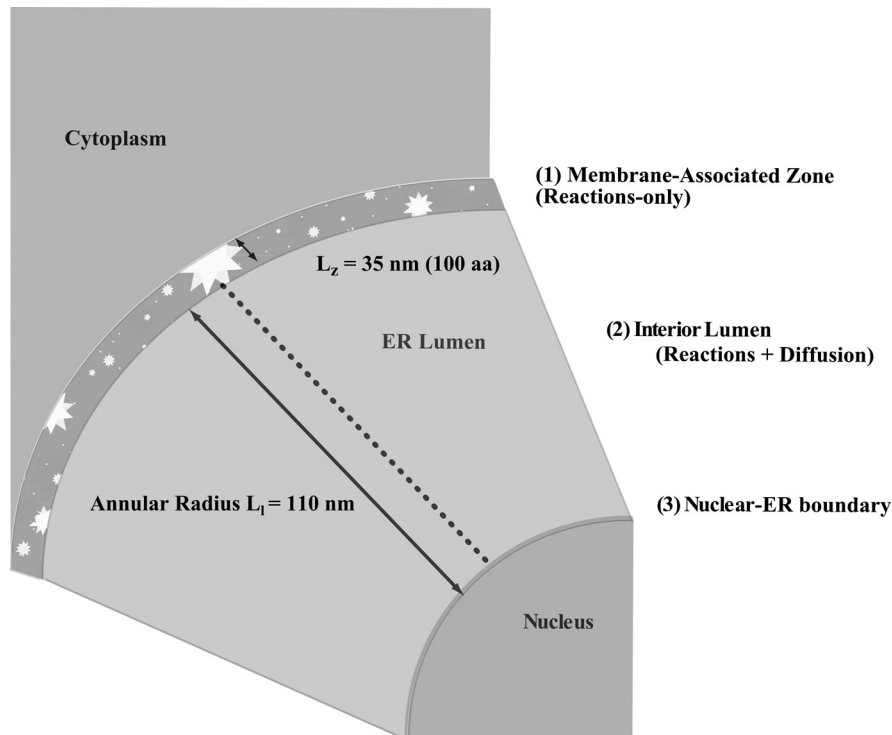 Cytoplasm
(1) Membrane-Associated Zone
(Reactions-only)
L_z = 35 nm (100 aa)
ER Lumen
(2) Interior Lumen
(Reactions + Diffusion)
Annular Radius L_l = 110 nm
(3) Nuclear-ER boundary
Nucleus